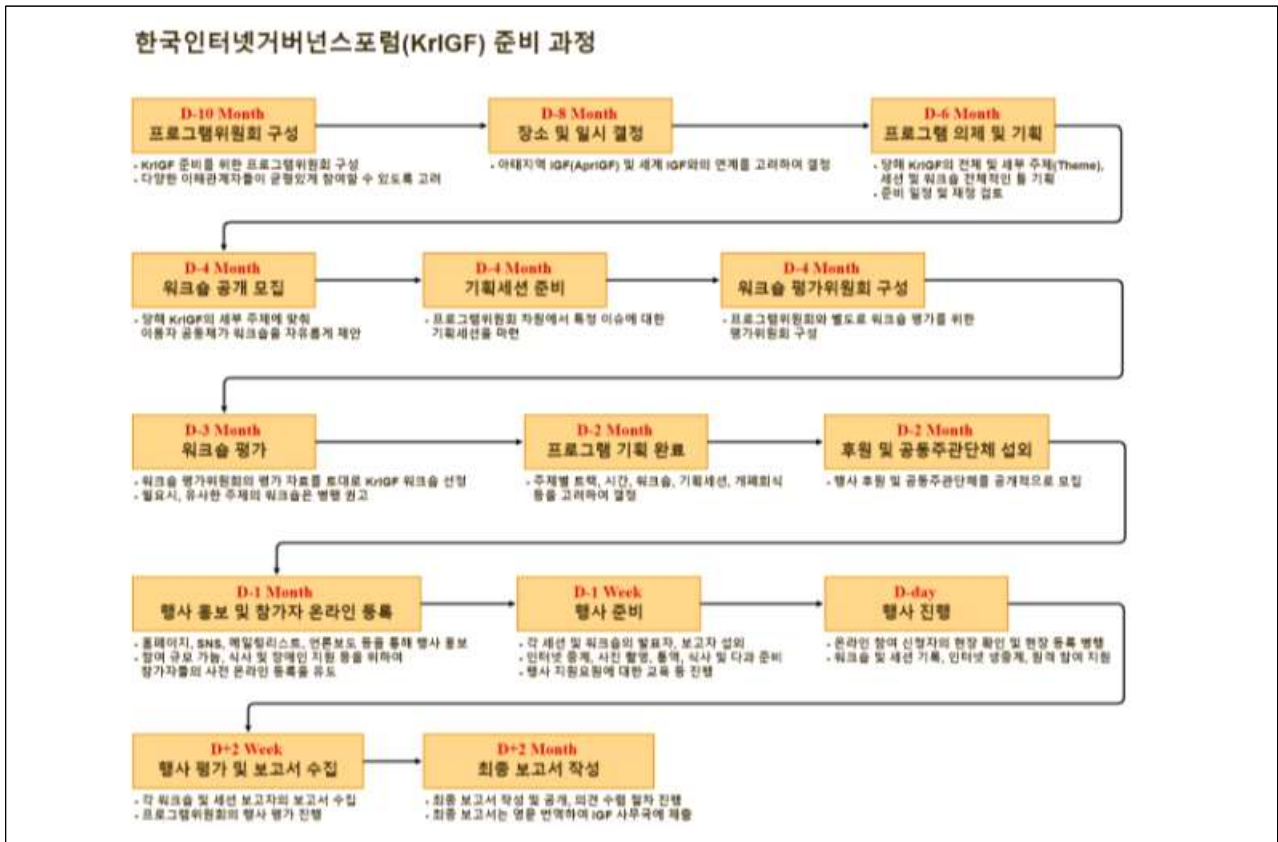 한국인터넷거버넌스포럼(KrIGF) 준비 과정
D-10 Month
프로그램위원회 구성
- KrIGF 준비를 위한 프로그램위원회 구성
- 다양한 이해관계자들이 균형있게 참여할 수 있도록 고려
D-8 Month
장소 및 일시 결정
- 아태지역 IGF(AprIGF) 및 세계 IGF와의 연계를 고려하여 결정
D-6 Month
프로그램 의제 및 기획
- 당해 KrIGF의 전체 및 세부 주제(Theme),
세션 및 워크숍 전체적인 틀 기획
- 준비 일정 및 재정 검토
D-4 Month
워크숍 공개 모집
- 당해 KrIGF의 세부 주제에 맞춰
이용자 공동체가 워크숍을 자유롭게 제안
D-4 Month
기획세션 준비
- 프로그램위원회 차원에서 특정 이슈에 대한
기획세션을 마련
D-4 Month
워크숍 평가위원회 구성
- 프로그램위원회와 별도로 워크숍 평가를 위한
평가위원회 구성
D-3 Month
워크숍 평가
- 워크숍 평가위원회의 평가 자료를 토대로 KrIGF 워크숍 선정
- 필요시, 유사한 주제의 워크숍은 병행 권고
D-2 Month
프로그램 기획 완료
- 주제별 트랙, 시간, 워크숍, 기획세션, 개폐회식
등을 고려하여 결정
D-2 Month
후원 및 공동주관단체 섭외
- 행사 후원 및 공동주관단체를 공개적으로 모집
D-1 Month
행사 홍보 및 참가자 온라인 등록
- 홈페이지, SNS, 메일링리스트, 언론보도 등을 통해 행사 홍보
- 참여 규모 가늠, 식사 및 장애인 지원 등을 위하여
참가자들의 사전 온라인 등록을 유도
D-1 Week
행사 준비
- 각 세션 및 워크숍의 발표자, 보고자 섭외
- 인터넷 중계, 사진 촬영, 통역, 식사 및 다과 준비
- 행사 지원요원에 대한 교육 등 진행
D-day
행사 진행
- 온라인 참여 신청자의 현장 확인 및 현장 등록 병행
- 워크숍 및 세션 기록, 인터넷 생중계, 원격 참여 지원
D+2 Week
행사 평가 및 보고서 수집
- 각 워크숍 및 세션 보고자의 보고서 수집
- 프로그램위원회의 행사 평가 진행
D+2 Month
최종 보고서 작성
- 최종 보고서 작성 및 공개, 의견 수렴 절차 진행
- 최종 보고서는 영문 번역하여 IGF 사무국에 제출